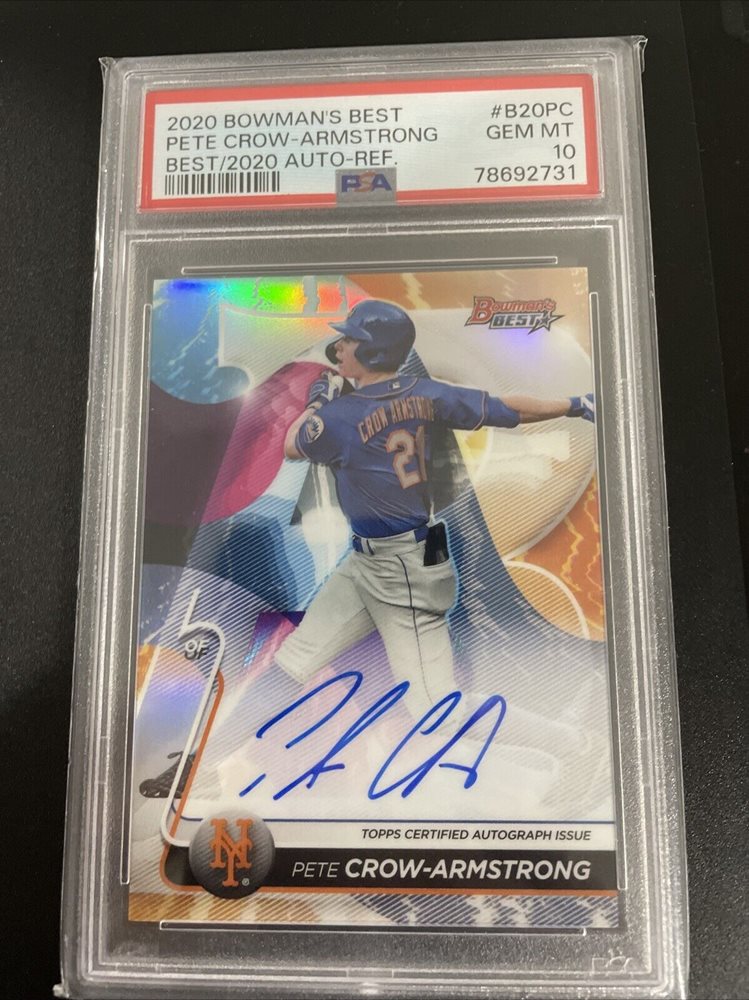 2020 BOWMAN'S BEST #B20PC
PETE CROW-ARMSTRONG GEM MT
BEST/2020 AUTO-REF. 10
PSA 78692731
Bowman's
BEST
CROW ARMSTRONG
21
OF
TOPPS CERTIFIED AUTOGRAPH ISSUE
NY
PETE CROW-ARMSTRONG